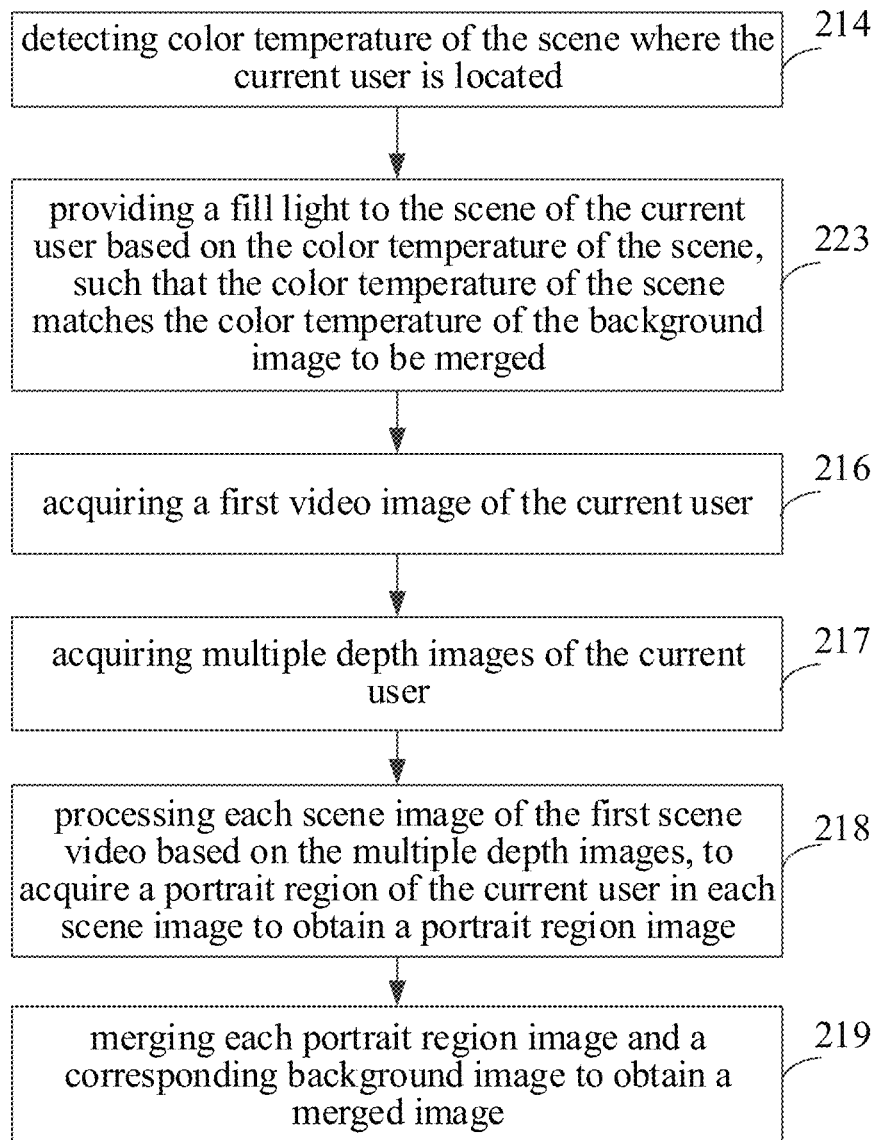 detecting color temperature of the scene where the
current user is located
214
providing a fill light to the scene of the current
user based on the color temperature of the scene,
such that the color temperature of the scene
matches the color temperature of the background
image to be merged
223
acquiring a first video image of the current user
216
acquiring multiple depth images of the current
user
217
processing each scene image of the first scene
video based on the multiple depth images, to
acquire a portrait region of the current user in each
scene image to obtain a portrait region image
218
merging each portrait region image and a
corresponding background image to obtain a
merged image
219